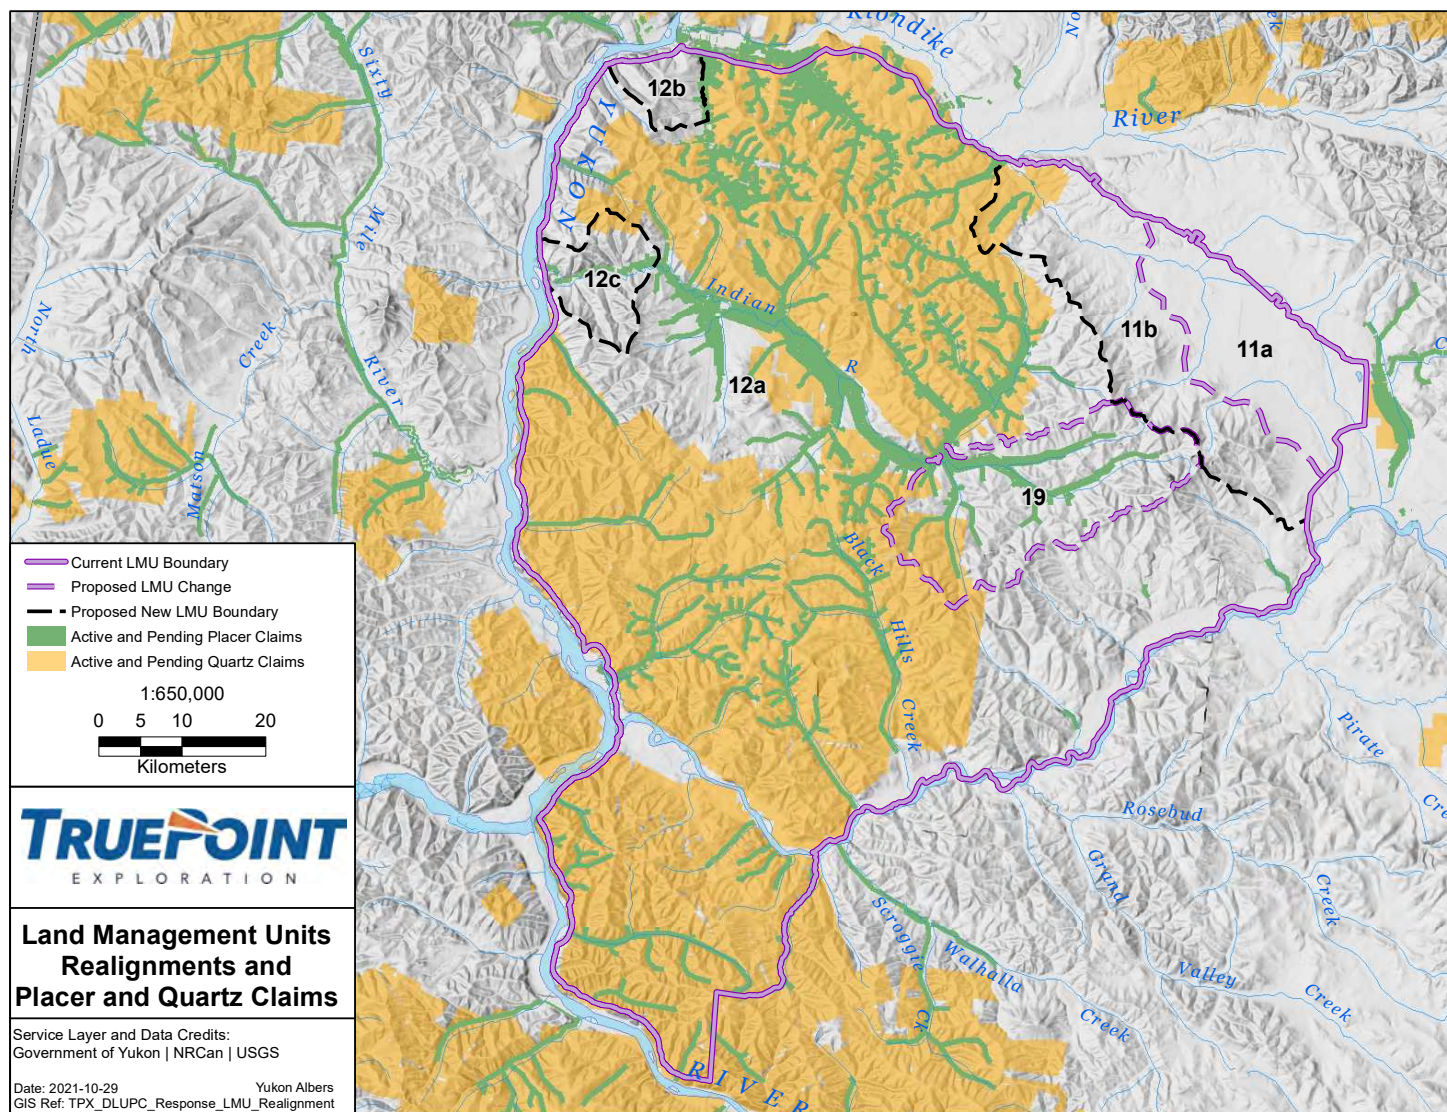 Klondike
No
ek
Sixty
12b
River
YUKON
Mile
12c
Indian
North
Creek
11b
11a
River
R
12a
C
Ladue
Matson
19
Black
Current LMU Boundary
Proposed LMU Change
Proposed New LMU Boundary
Active and Pending Placer Claims
Active and Pending Quartz Claims
1:650,000
0 5 10 20
Kilometers
Hills
Creek
Pirate
Cre
Rosebud
Grand
Creek
TRUEPOINT
EXPLORATION
Scroggie
Walhalla
Valley
Creek
Land Management Units
Realignments and
Placer and Quartz Claims
Ck
Creek
Service Layer and Data Credits:
Government of Yukon | NRCan | USGS
RIVER
Date: 2021-10-29 Yukon Albers
GIS Ref: TPX_DLUPC_Response_LMU_Realignment